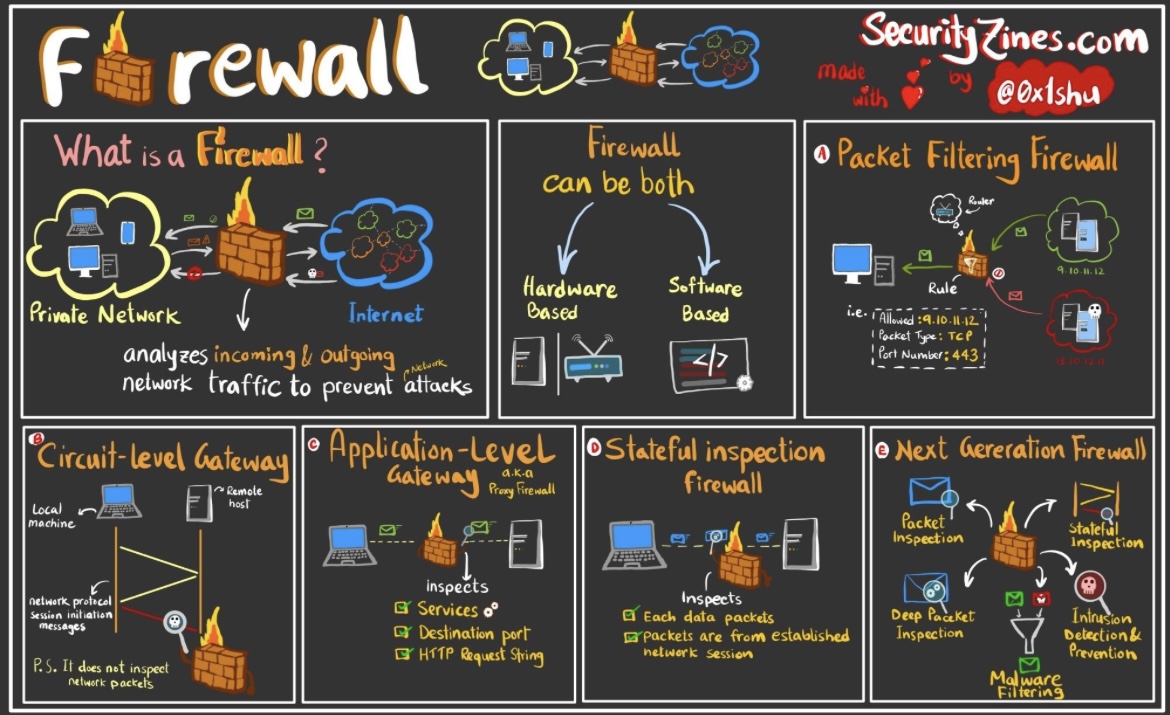 Firewall
SecurityZines.com
made
with
by
@0x1shu
What is a Firewall?
Private Network
Internet
analyzes incoming & outgoing
Network
network traffic to prevent attacks
Firewall
can be both
Hardware
Based
Software
Based
</>
A Packet Filtering Firewall
Router
9.10.11.12
Rule
i.e.
Allowed : 9.10.11.12
Packet Type : TCP
Port Number : 443
B Circuit-level Gateway
Local
machine
Remote
host
network protocol
session initiation
messages
P.S. It does not inspect
network packets
C Application-Level
Gateway
a.k.a
Proxy Firewall
inspects
Services
Destination port
HTTP Request String
D Stateful inspection
firewall
Inspects
Each data packets
packets are from established
network session
E Next Gereration Firewall
Packet
Inspection
Stateful
Inspection
Deep Packet
Inspection
Intrusion
Detection &
Prevention
Malware
Filtering